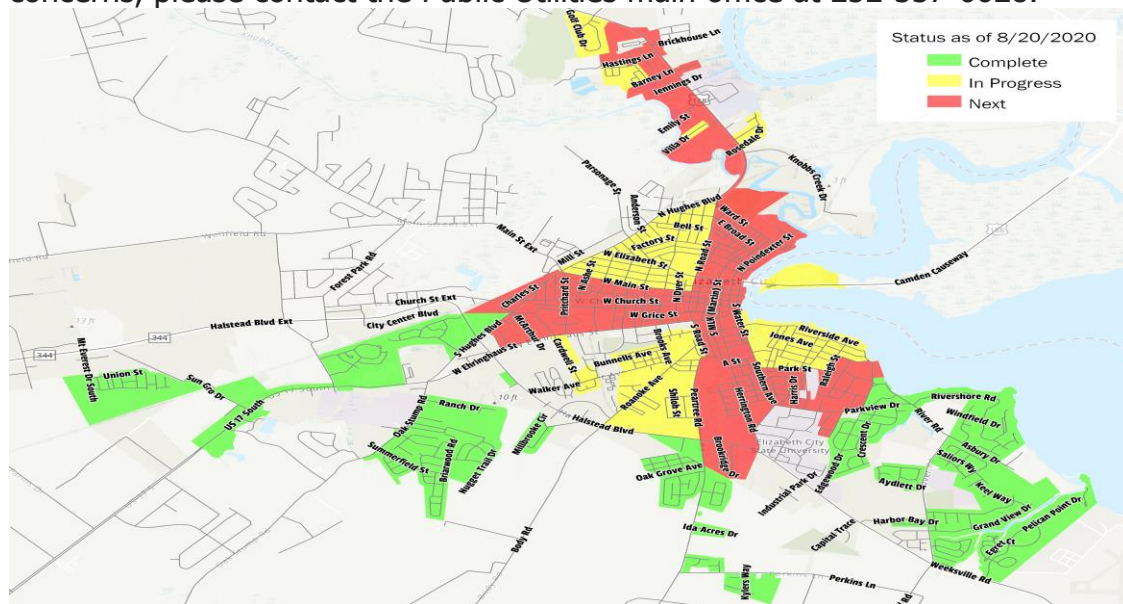 concerns, please contact the Public Utilities main office at 252-337-6628.
Status as of 8/20/2020
Complete
In Progress
Next
Golf Club Dr
Brickhouse Ln
Hastings Ln
Barney Ln
Jennings Dr
Emily St
Villa Dr
Rosedale Dr
Knobbs Creek Dr
Parsonage St
Anderson St
N Hughes Blvd
Ward St
Bell St
E Broad St
Factory St
N Road St
N Poindexter St
Main St Ext
Mill St
W Elizabeth St
N Ashe St
W Main St
N Dyer St
Forest Park Rd
Camden Causeway
Charles St
Pritchard St
Church St Ext
W Church St
Halstead Blvd Ext
City Center Blvd
W Grice St
S MLK (Martin) St
S Water St
344
344
S Hughes Blvd
McArthur Dr
W Ehringhaus St
Cardwell St
Brooks Ave
S Road St
Riverside Ave
Jones Ave
Bunnells Ave
Mt Everest Dr South
Union St
Sun Gro Dr
Walker Ave
Roanoke Ave
A St
Park St
Southern Ave
Harris Dr
Raleigh St
US 17 South
Oak Stump Rd
Ranch Dr
Shiloh St
Peartree Rd
Herrington Rd
Parkview Dr
Rivershore Rd
River Rd
Windfield Dr
Millbrooke Cir
Halstead Blvd
Brookridge Dr
Elizabeth City
State University
Crescent Dr
Edgewood Dr
Asbury Dr
Sailors Wy
Summerfield St
Briarwood Rd
Nugget Trail Dr
Oak Grove Ave
Industrial Park Dr
Aydlett Dr
Keel Way
Ida Acres Dr
Capital Trace
Harbor Bay Dr
Grand View Dr
Pelican Point Dr
Egret Ct
Body Rd
Kylers Way
Perkins Ln
Weeksville Rd